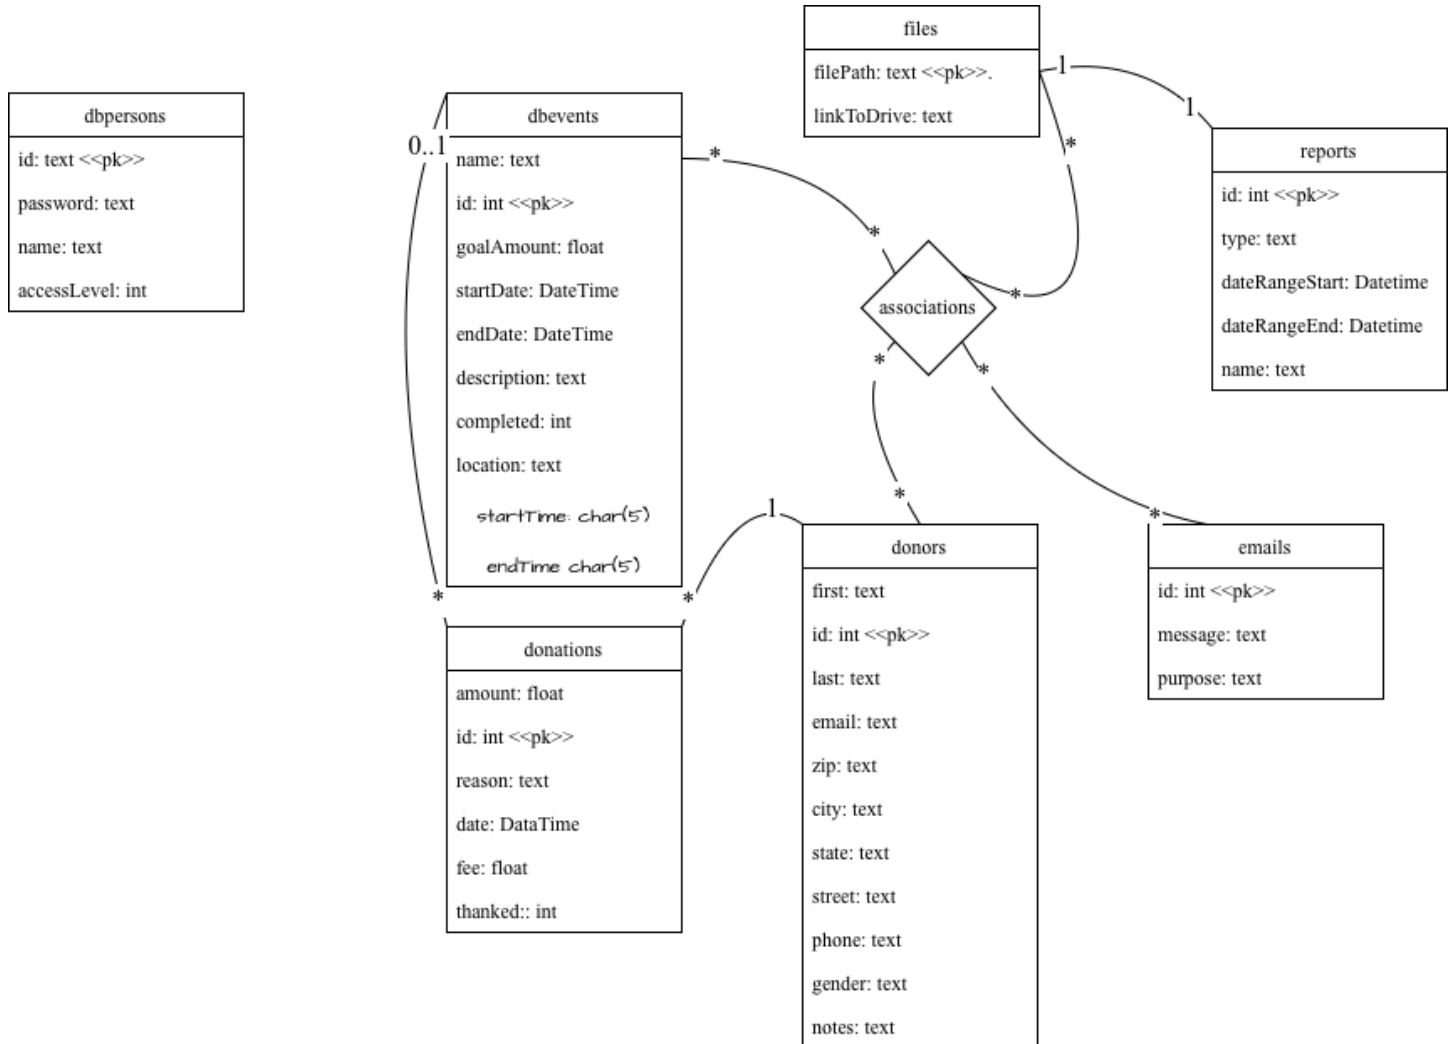 files
filePath: text <<pk>>.
linkToDrive: text
1
1
*
*
dbpersons
id: text <<pk>>
password: text
name: text
accessLevel: int
0..1
dbevents
name: text
id: int <<pk>>
goalAmount: float
startDate: DateTime
endDate: DateTime
description: text
completed: int
location: text
startTime: char(5)
endTime char(5)
*
*
associations
reports
id: int <<pk>>
type: text
dateRangeStart: Datetime
dateRangeEnd: Datetime
name: text
*
*
*
*
*
1
*
donations
amount: float
id: int <<pk>>
reason: text
date: DataTime
fee: float
thanked:: int
donors
first: text
id: int <<pk>>
last: text
email: text
zip: text
city: text
state: text
street: text
phone: text
gender: text
notes: text
emails
id: int <<pk>>
message: text
purpose: text